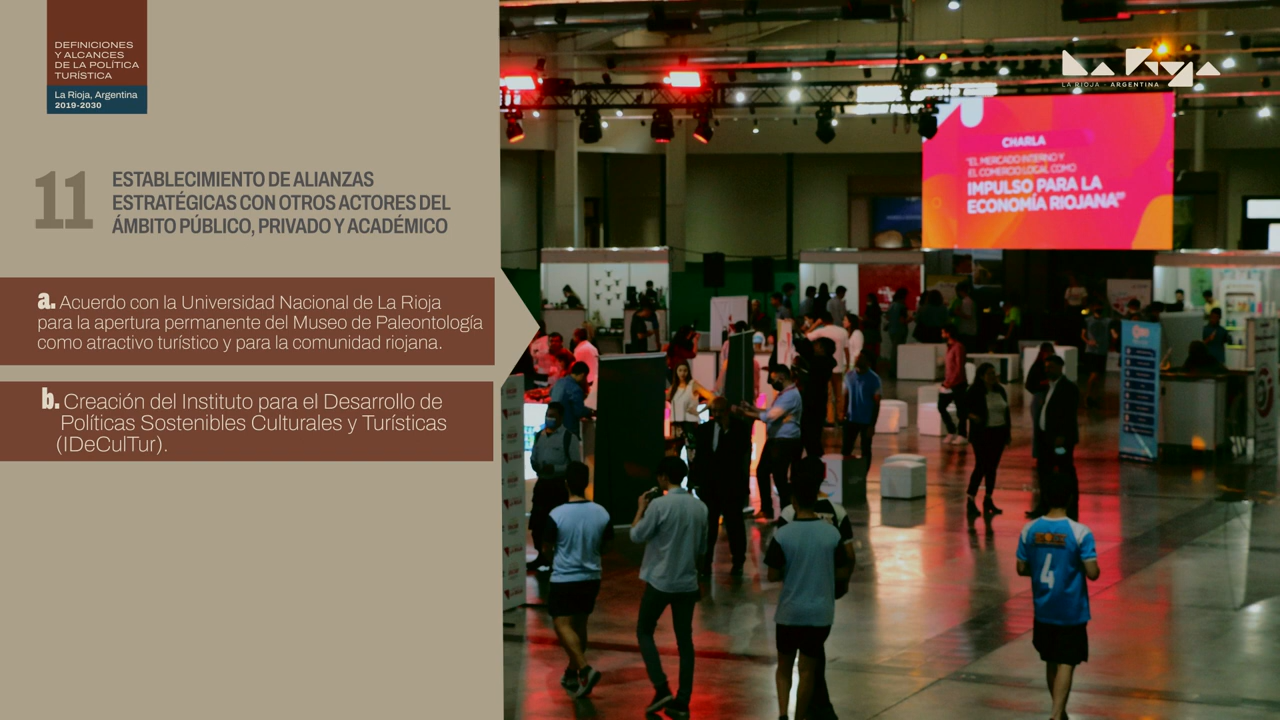 DEFINICIONES
Y ALCANCES
DE LA POLÍTICA
TURÍSTICA
La Rioja, Argentina
2019-2030
11
ESTABLECIMIENTO DE ALIANZAS
ESTRATÉGICAS CON OTROS ACTORES DEL
ÁMBITO PÚBLICO, PRIVADO Y ACADÉMICO
a. Acuerdo con la Universidad Nacional de La Rioja
para la apertura permanente del Museo de Paleontología
como atractivo turístico y para la comunidad riojana.
b. Creación del Instituto para el Desarrollo de
Políticas Sostenibles Culturales y Turísticas
(IDeCulTur).
La Rioja
LA RIOJA - ARGENTINA
CHARLA
"EL MERCADO INTERNO Y
EL COMERCIO LOCAL COMO
IMPULSO PARA LA
ECONOMÍA RIOJANA"
4